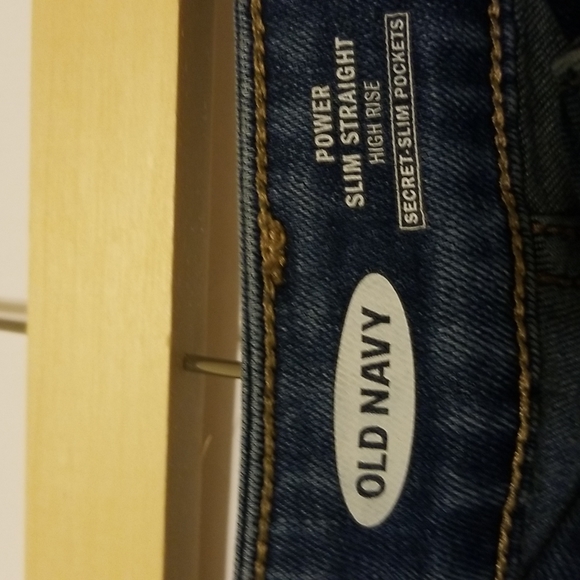 OLD NAVY
POWER
SLIM STRAIGHT
HIGH RISE
SECRET-SLIM POCKETS